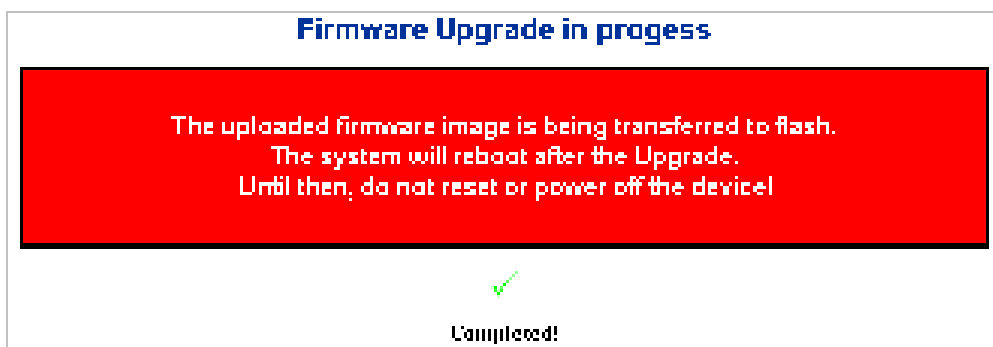 Firmware Upgrade in progess
The uploaded firmware image is being transferred to flash.
The system will reboot after the Upgrade.
Until then, do not reset or power off the device!
Completed!